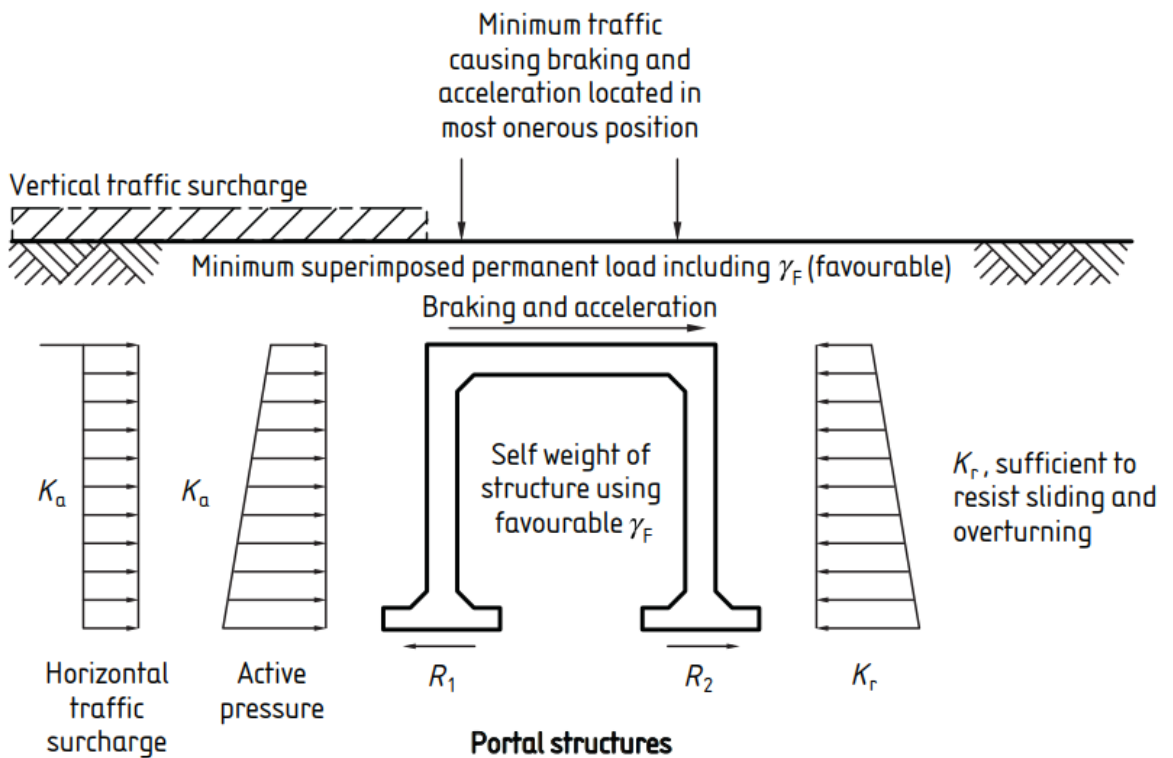 Minimum traffic
causing braking and
acceleration located in
most onerous position
Vertical traffic surcharge
Minimum superimposed permanent load including γF (favourable)
Braking and acceleration
Ka
Ka
Self weight of
structure using
favourable γF
Kr, sufficient to
resist sliding and
overturning
Horizontal
traffic
surcharge
Active
pressure
R1
R2
Kr
Portal structures